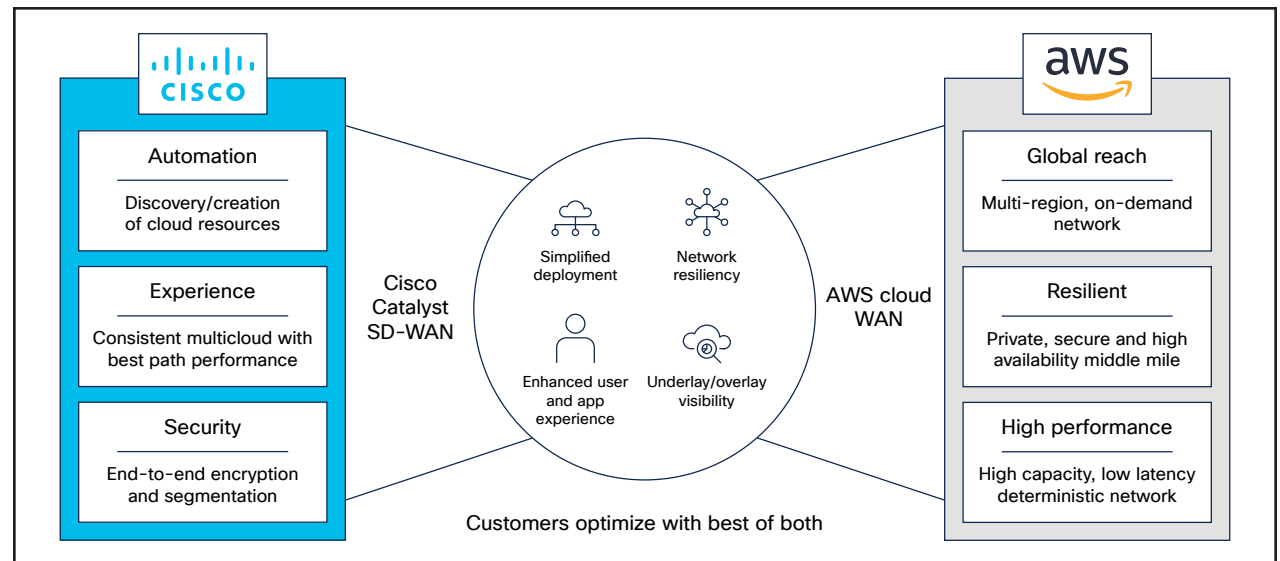 CISCO
Automation
Discovery/creation
of cloud resources
Experience
Consistent multicloud with
best path performance
Security
End-to-end encryption
and segmentation
Cisco
Catalyst
SD-WAN
Simplified
deployment
Network
resiliency
Enhanced user
and app
experience
Underlay/overlay
visibility
AWS cloud
WAN
aws
Global reach
Multi-region, on-demand
network
Resilient
Private, secure and high
availability middle mile
High performance
High capacity, low latency
deterministic network
Customers optimize with best of both